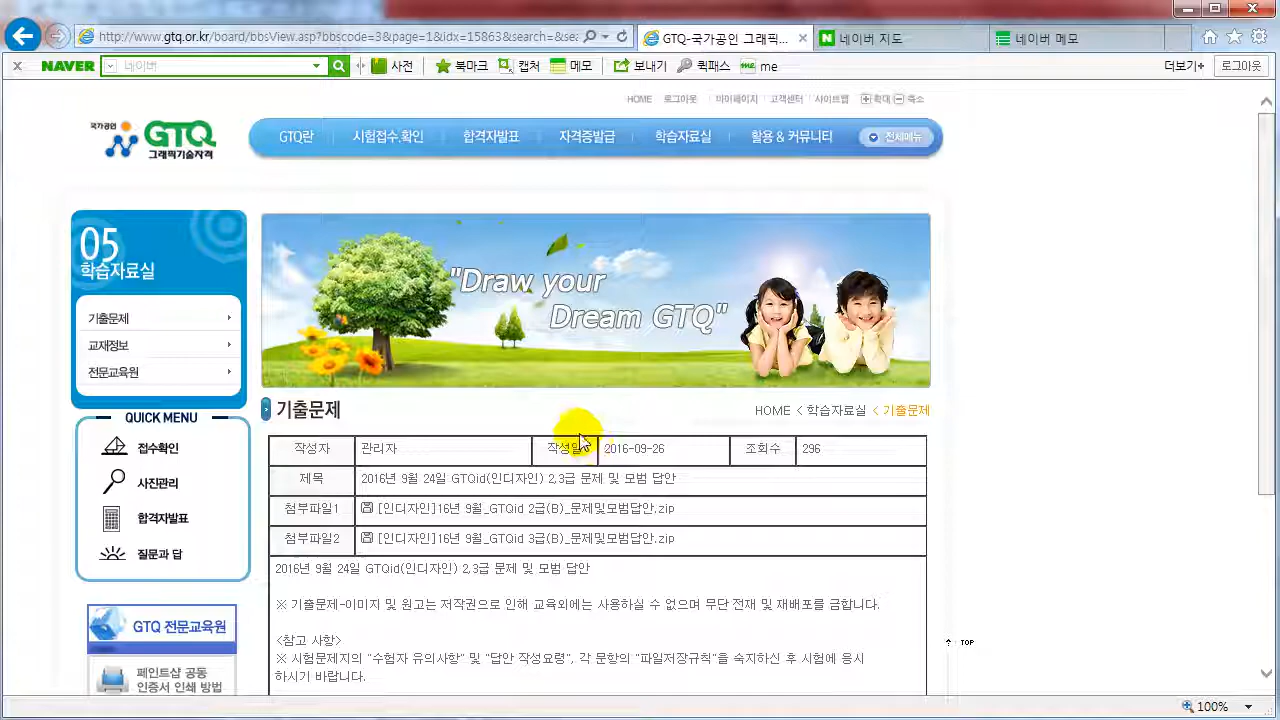 http://www.gtq.or.kr/board/bbsView.asp?bbscode=3&page=1&idx=15863&search=&se
GTQ-국가공인 그래픽...
네이버 지도
네이버 메모
NAVER
네이버
사전
북마크
캡처
메모
보내기
퀵패스
me
더보기+
로그아웃
HOME 로그아웃 마이페이지 고객센터 사이트맵 확대 축소
국가공인
GTQ
그래픽기술자격
GTQ란
시험접수.확인
합격자발표
자격증발급
학습자료실
활용 & 커뮤니티
전체메뉴
05
학습자료실
기출문제
교재정보
전문교육원
QUICK MENU
접수확인
사진관리
합격자발표
질문과 답
GTQ 전문교육원
페인트샵 공동
인증서 인쇄 방법
"Draw your
Dream GTQ"
기출문제
HOME < 학습자료실 < 기출문제
작성자 관리자 작성일 2016-09-26 조회수 296
제목 2016년 9월 24일 GTQid(인디자인) 2,3급 문제 및 모범 답안
첨부파일1 [인디자인]16년 9월_GTQid 2급(B)_문제및모범답안.zip
첨부파일2 [인디자인]16년 9월_GTQid 3급(B)_문제및모범답안.zip
2016년 9월 24일 GTQid(인디자인) 2,3급 문제 및 모범 답안
※ 기출문제-이미지 및 원고는 저작권으로 인해 교육외에는 사용하실 수 없으며 무단 전재 및 재배포를 금합니다.
<참고 사항>
※ 시험문제지의 "수험자 유의사항" 및 "답안 작성요령", 각 문항의 "파일저장규칙"을 숙지하신 후 시험에 응시
하시기 바랍니다.
TOP
100%